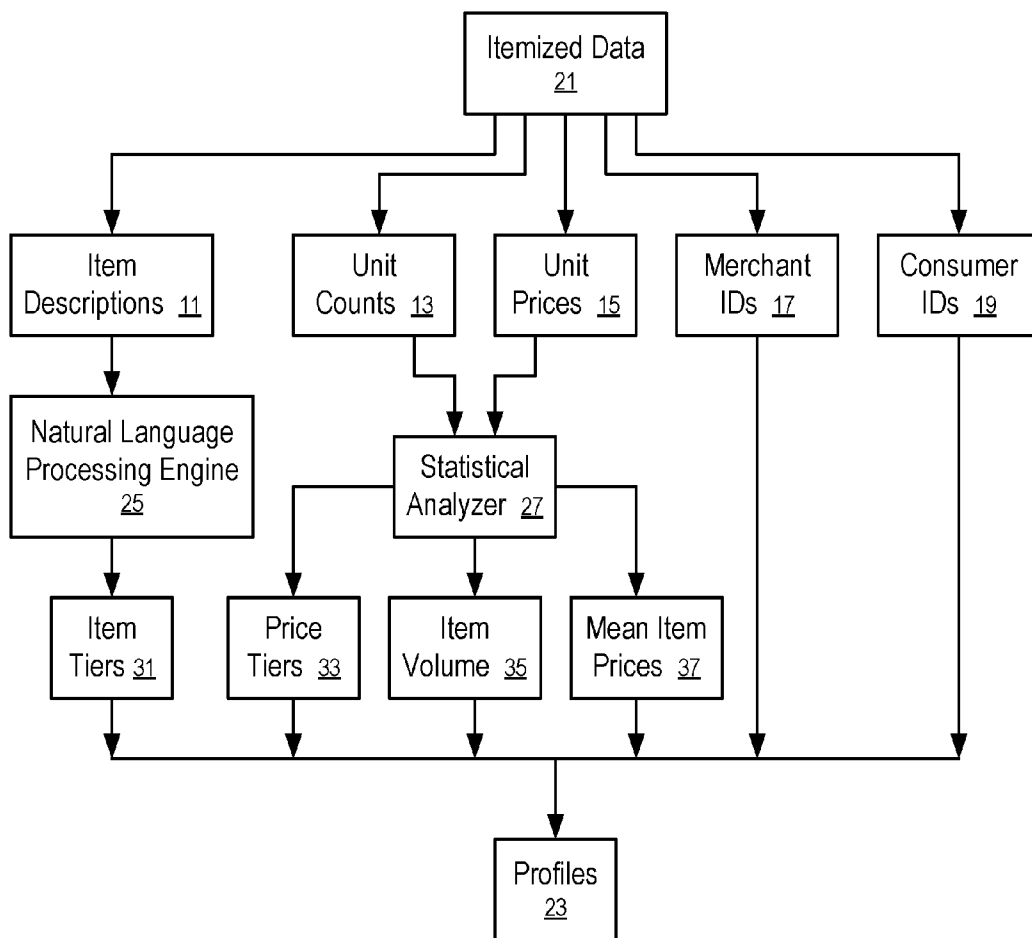 Itemized Data
21
Item
Descriptions 11
Unit
Counts 13
Unit
Prices 15
Merchant
IDs 17
Consumer
IDs 19
Natural Language
Processing Engine
25
Statistical
Analyzer 27
Item
Tiers 31
Price
Tiers 33
Item
Volume 35
Mean Item
Prices 37
Profiles
23